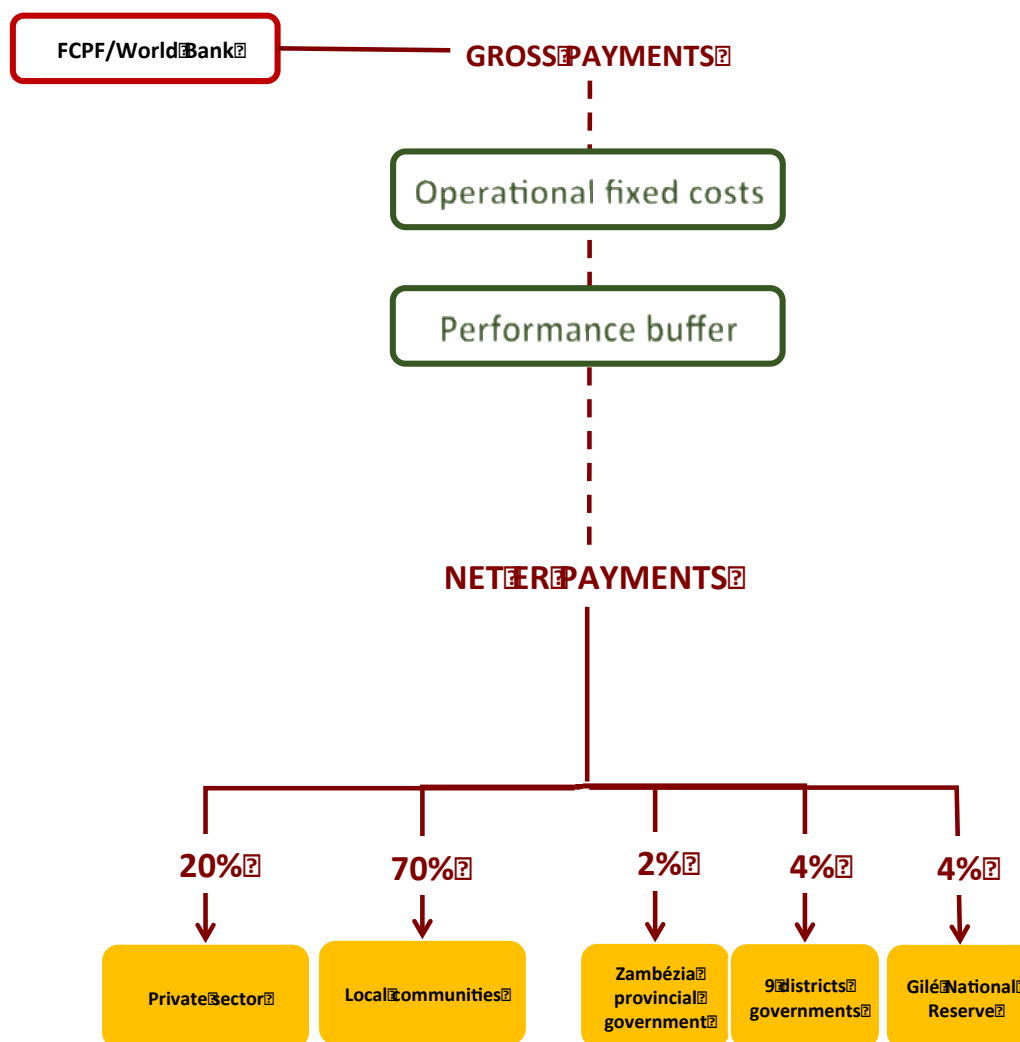 FCPF/World Bank
GROSS PAYMENTS
Operational fixed costs
Performance buffer
NET ER PAYMENTS
20%
70%
2%
4%
4%
Private sector
Local communities
Zambézia
provincial
government
9 districts
governments
Gilé National
Reserve